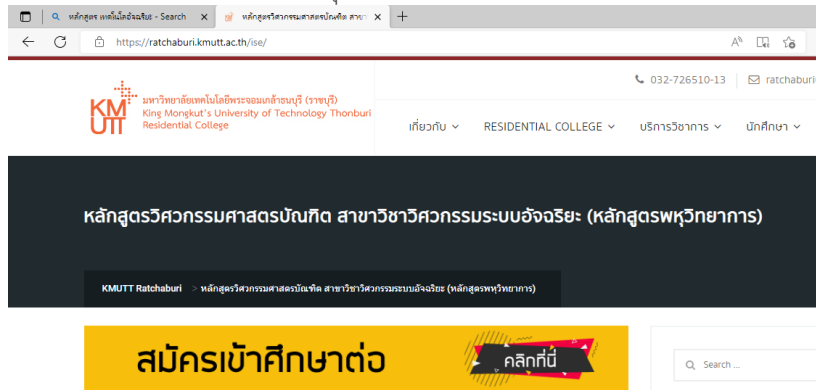 หลักสูตร เทคโนโลยีอัจฉริยะ - Search
หลักสูตรวิศวกรรมศาสตรบัณฑิต สาขา
https://ratchaburi.kmutt.ac.th/ise/
032-726510-13
ratchaburi
KM
UTT
มหาวิทยาลัยเทคโนโลยีพระจอมเกล้าธนบุรี (ราชบุรี)
King Mongkut's University of Technology Thonburi
Residential College
เกี่ยวกับ
RESIDENTIAL COLLEGE
บริการวิชาการ
นักศึกษา
หลักสูตรวิศวกรรมศาสตรบัณฑิต สาขาวิชาวิศวกรรมระบบอัจฉริยะ (หลักสูตรพหุวิทยาการ)
KMUTT Ratchaburi > หลักสูตรวิศวกรรมศาสตรบัณฑิต สาขาวิชาวิศวกรรมระบบอัจฉริยะ (หลักสูตรพหุวิทยาการ)
สมัครเข้าศึกษาต่อ
คลิกที่นี่
Search ...